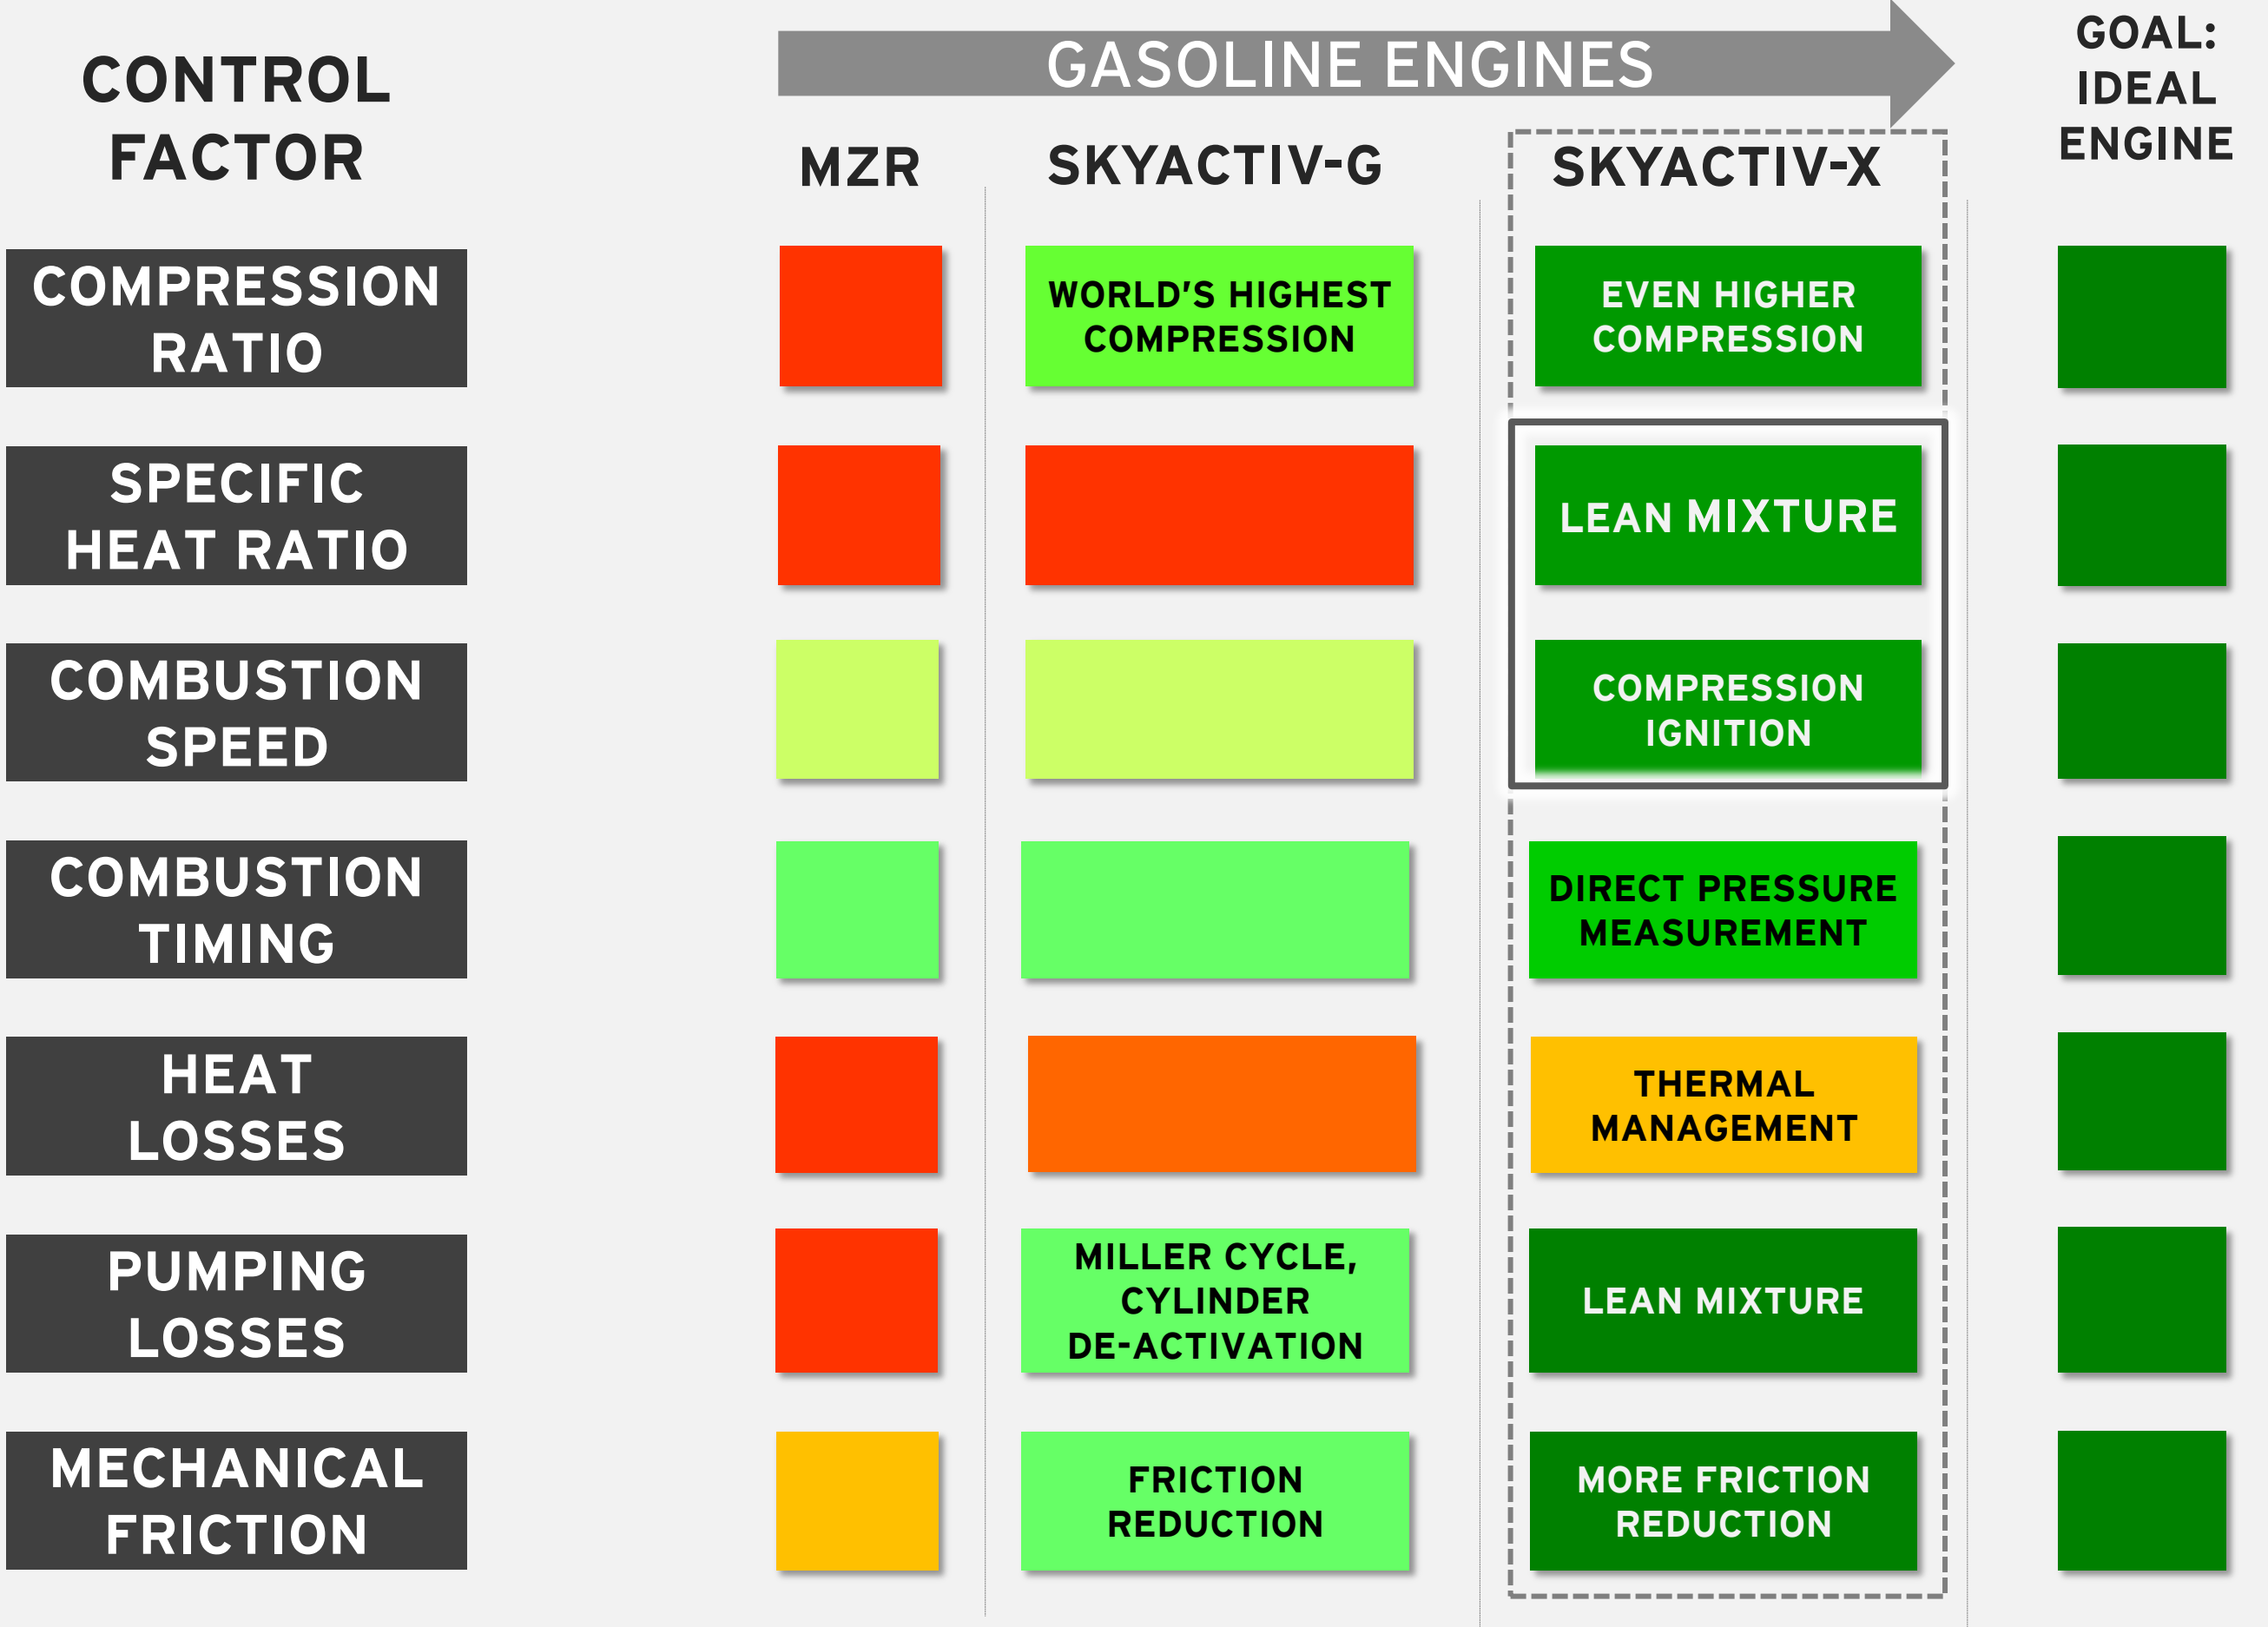 CONTROL
FACTOR
GASOLINE ENGINES
GOAL:
IDEAL
ENGINE
MZR
SKYACTIV-G
SKYACTIV-X
COMPRESSION
RATIO
WORLD'S HIGHEST
COMPRESSION
EVEN HIGHER
COMPRESSION
SPECIFIC
HEAT RATIO
LEAN MIXTURE
COMBUSTION
SPEED
COMPRESSION
IGNITION
COMBUSTION
TIMING
DIRECT PRESSURE
MEASUREMENT
HEAT
LOSSES
THERMAL
MANAGEMENT
PUMPING
LOSSES
MILLER CYCLE,
CYLINDER
DE-ACTIVATION
LEAN MIXTURE
MECHANICAL
FRICTION
FRICTION
REDUCTION
MORE FRICTION
REDUCTION